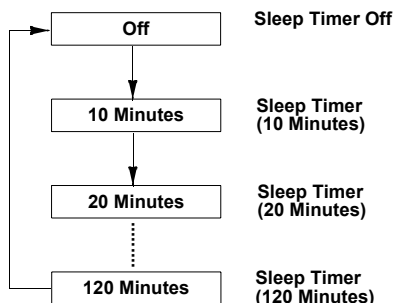 Off
Sleep Timer Off
10 Minutes
Sleep Timer
(10 Minutes)
20 Minutes
Sleep Timer
(20 Minutes)
120 Minutes
Sleep Timer
(120 Minutes)